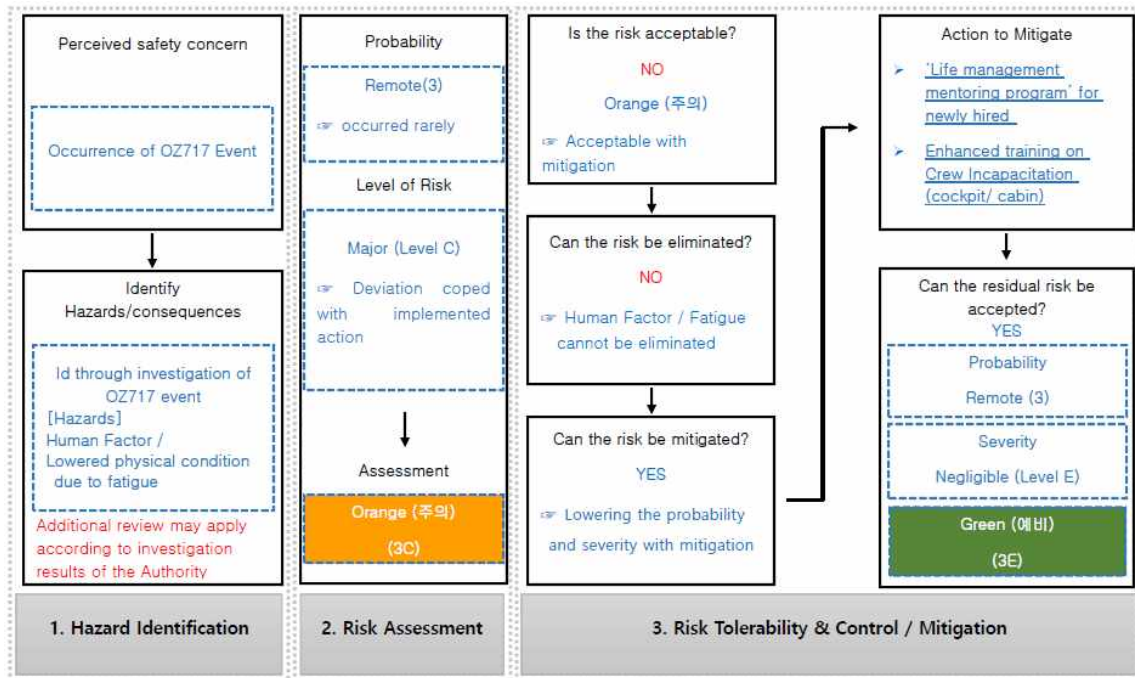 Perceived safety concern
Occurrence of OZ717 Event
Identify
Hazards/consequences
Id through investigation of
OZ717 event
[Hazards]
Human Factor /
Lowered physical condition
due to fatigue
Additional review may apply
according to investigation
results of the Authority
1. Hazard Identification
Probability
Remote(3)
☞ occurred rarely
Level of Risk
Major (Level C)
☞ Deviation coped
with implemented
action
Assessment
Orange (주의)
(3C)
2. Risk Assessment
Is the risk acceptable?
NO
Orange (주의)
☞ Acceptable with
mitigation
Can the risk be eliminated?
NO
☞ Human Factor / Fatigue
cannot be eliminated
Can the risk be mitigated?
YES
☞ Lowering the probability
and severity with mitigation
Action to Mitigate
➢ 'Life management
mentoring program' for
newly hired
➢ Enhanced training on
Crew Incapacitation
(cockpit/ cabin)
Can the residual risk be
accepted?
YES
Probability
Remote (3)
Severity
Negligible (Level E)
Green (예비)
(3E)
3. Risk Tolerability & Control / Mitigation